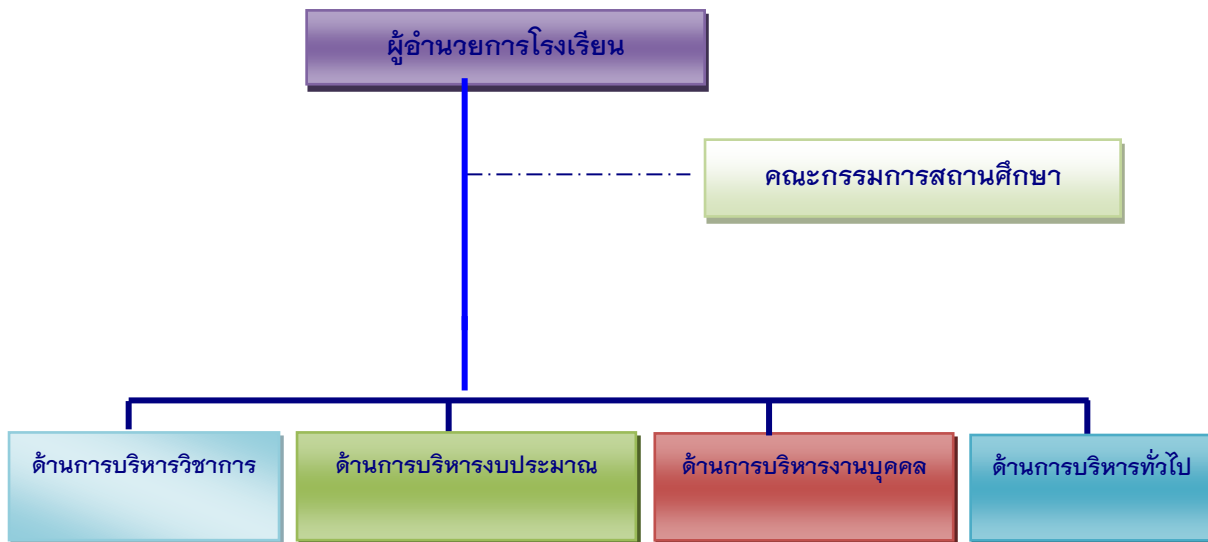 ผู้อำนวยการโรงเรียน
คณะกรรมการสถานศึกษา
ด้านการบริหารวิชาการ
ด้านการบริหารงบประมาณ
ด้านการบริหารงานบุคคล
ด้านการบริหารทั่วไป